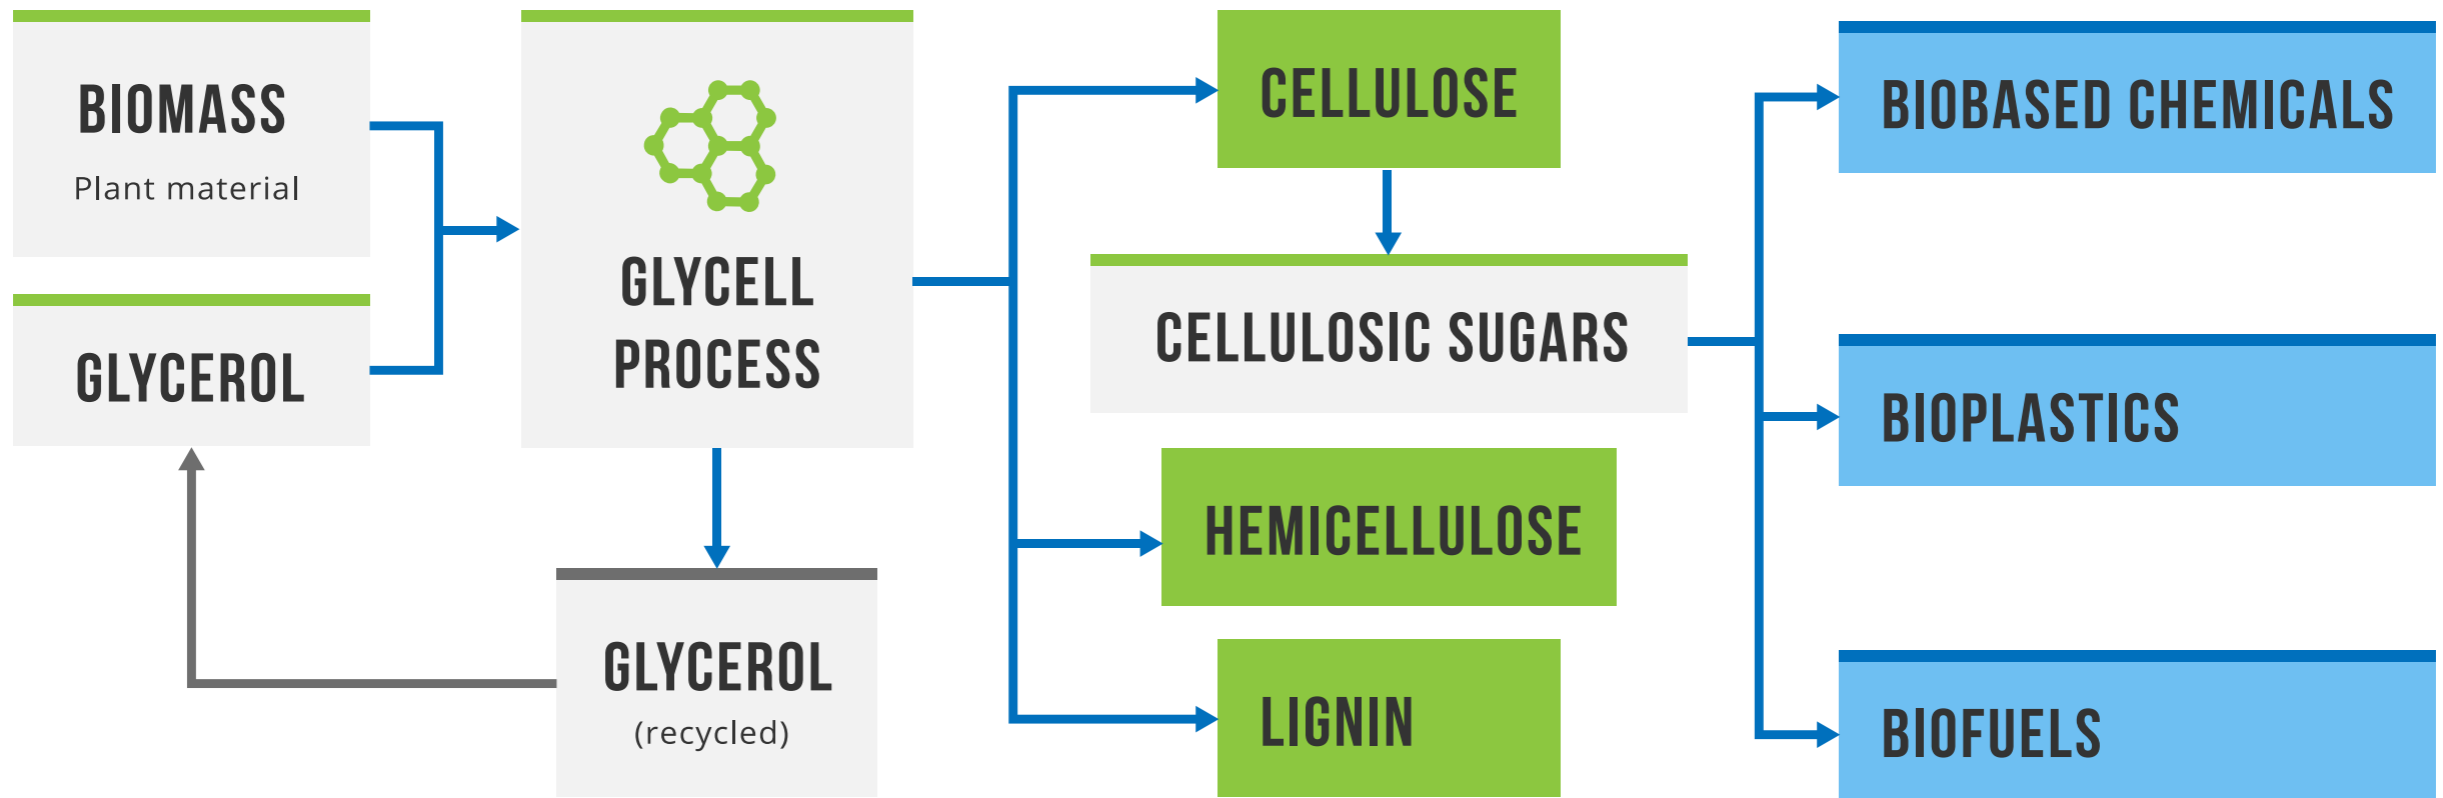 BIOMASS
Plant material
GLYCEROL
GLYCELL
PROCESS
GLYCEROL
(recycled)
CELLULOSE
CELLULOSIC SUGARS
HEMICELLULOSE
LIGNIN
BIOBASED CHEMICALS
BIOPLASTICS
BIOFUELS